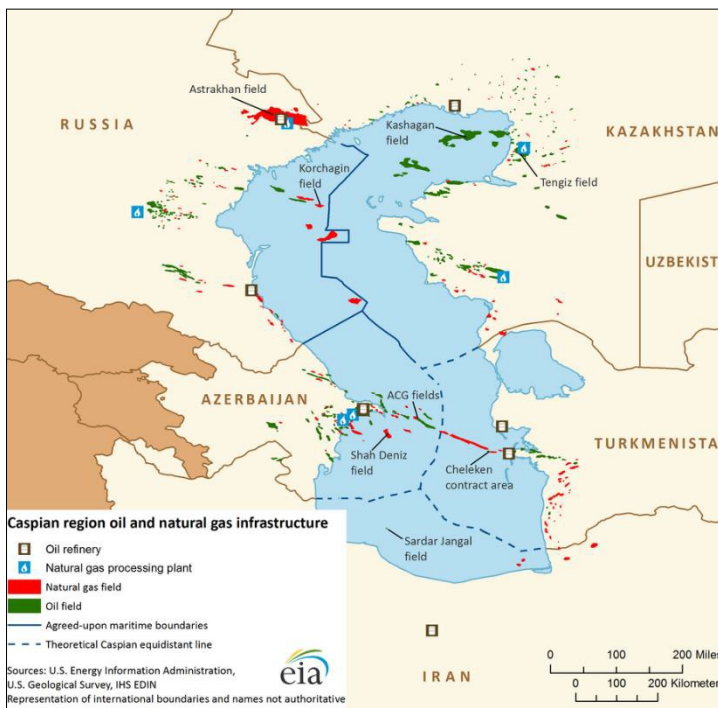 Astrakhan
field
RUSSIA
Kashagan
field
KAZAKHSTAN
Korchagin
field
Tengiz field
UZBEKIST
AZERBAIJAN
ACG fields
Shah Deniz
field
Cheleken
contract area
TURKMENISTA
Sardar Jangal
field
IRAN
Caspian region oil and natural gas infrastructure
Oil refinery
Natural gas processing plant
Natural gas field
Oil field
Agreed-upon maritime boundaries
Theoretical Caspian equidistant line
Sources: U.S. Energy Information Administration,
U.S. Geological Survey, IHS EDIN
Representation of international boundaries and names not authoritative
eia
0 100 200 Miles
0 100 200 Kilometer